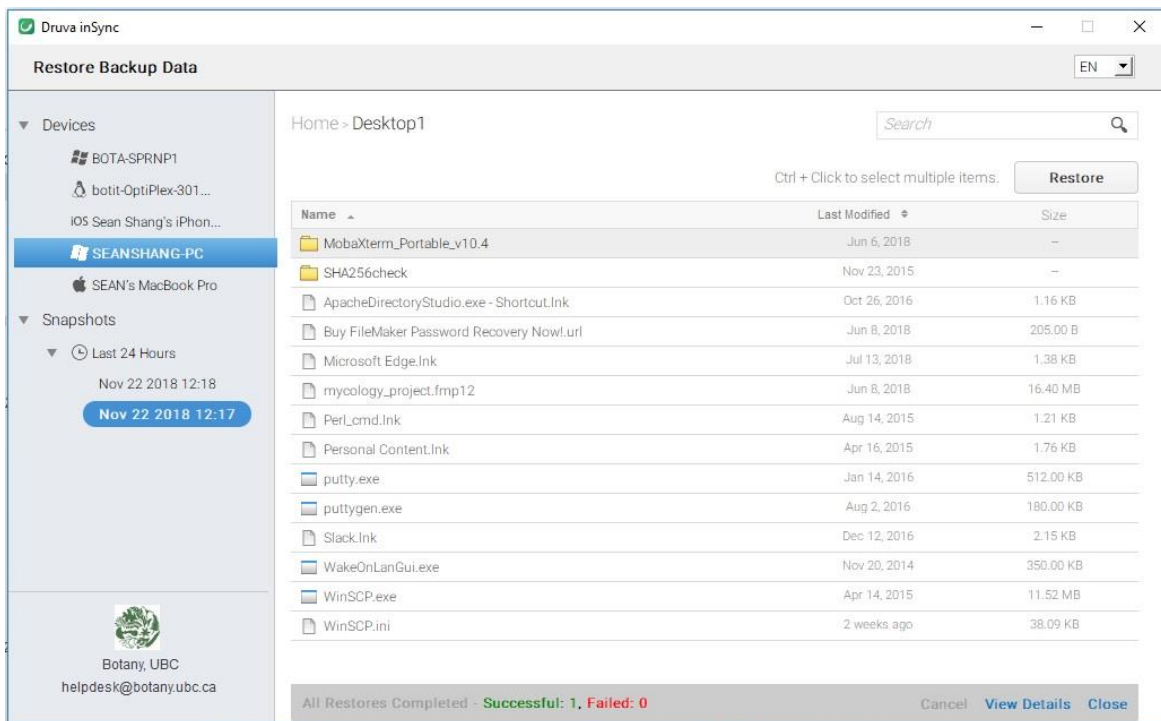 Druva inSync
Restore Backup Data
EN
Devices
BOTA-SPRNP1
botit-OptiPlex-301...
iOS Sean Shang's iPhon...
SEANSHANG-PC
SEAN's MacBook Pro
Snapshots
Last 24 Hours
Nov 22 2018 12:18
Nov 22 2018 12:17
Botany, UBC
helpdesk@botany.ubc.ca
Home > Desktop1
Search
Ctrl + Click to select multiple items.
Restore
Name Last Modified Size
MobaXterm_Portable_v10.4 Jun 6, 2018 –
SHA256check Nov 23, 2015 –
ApacheDirectoryStudio.exe - Shortcut.lnk Oct 26, 2016 1.16 KB
Buy FileMaker Password Recovery Now!.url Jun 8, 2018 205.00 B
Microsoft Edge.lnk Jul 13, 2018 1.38 KB
mycology_project.fmp12 Jun 8, 2018 16.40 MB
Perl_cmd.lnk Aug 14, 2015 1.21 KB
Personal Content.lnk Apr 16, 2015 1.76 KB
putty.exe Jan 14, 2016 512.00 KB
puttygen.exe Aug 2, 2016 180.00 KB
Slack.lnk Dec 12, 2016 2.15 KB
WakeOnLanGui.exe Nov 20, 2014 350.00 KB
WinSCP.exe Apr 14, 2015 11.52 MB
WinSCP.ini 2 weeks ago 38.09 KB
All Restores Completed - Successful: 1, Failed: 0 Cancel View Details Close